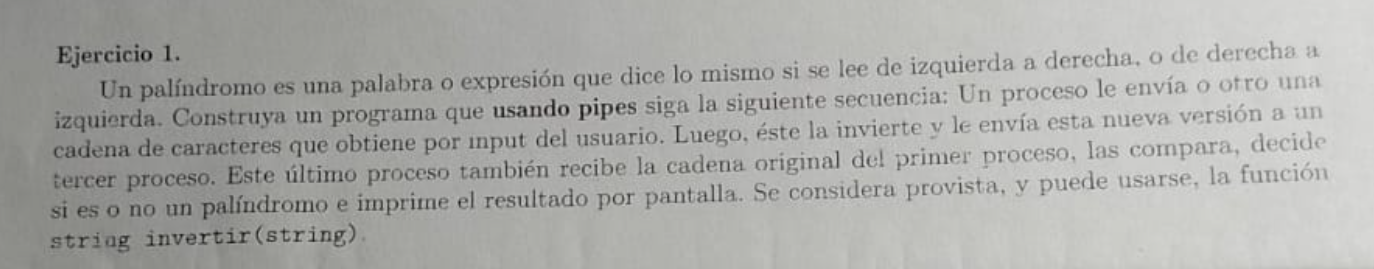 Ejercicio 1.
Un palíndromo es una palabra o expresión que dice lo mismo si se lee de izquierda a derecha, o de derecha a
izquierda. Construya un programa que usando pipes siga la siguiente secuencia: Un proceso le envía o otro una
cadena de caracteres que obtiene por input del usuario. Luego, éste la invierte y le envía esta nueva versión a un
tercer proceso. Este último proceso también recibe la cadena original del primer proceso, las compara, decide
si es o no un palíndromo e imprime el resultado por pantalla. Se considera provista, y puede usarse, la función
string invertir(string).